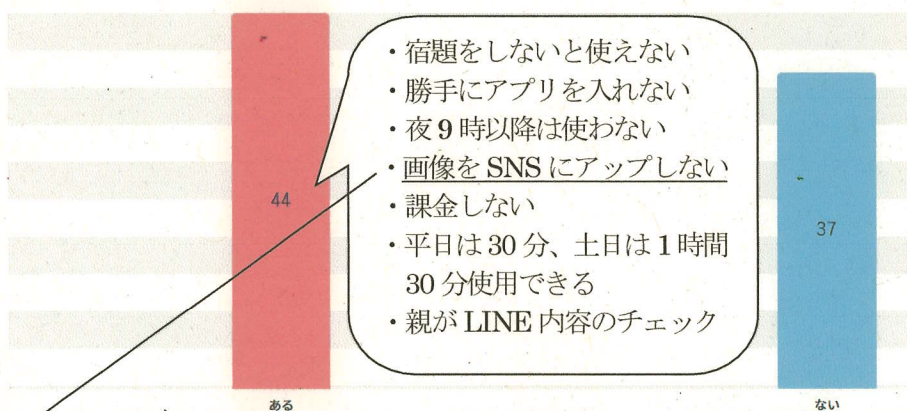 ・宿題をしないと使えない
・勝手にアプリを入れない
・夜9時以降は使わない
・画像をSNSにアップしない
・課金しない
・平日は30分、土日は1時間
30分使用できる
・親がLINE内容のチェック
44
37
ある
ない